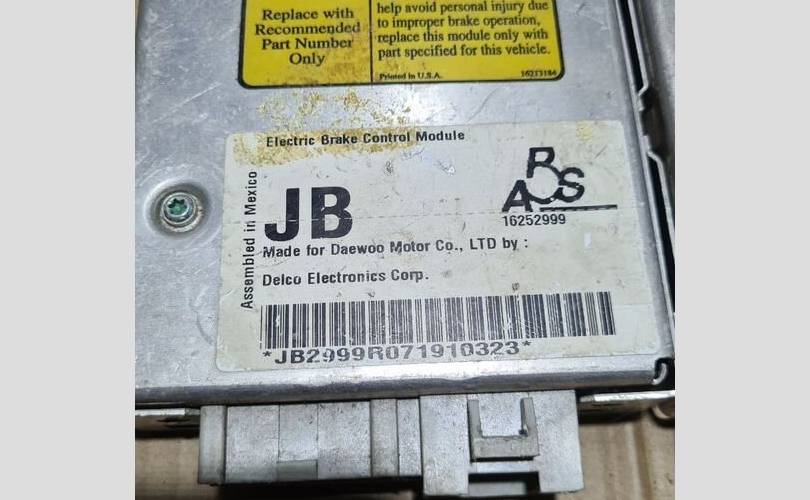 Replace with
Recommended
Part Number
Only
help avoid personal injury due
to improper brake operation,
replace this module only with
part specified for this vehicle.
Printed in U.S.A.
16213184
Electric Brake Control Module
Assembled in Mexico
JB
ABS
16252999
Made for Daewoo Motor Co., LTD by :
Delco Electronics Corp.
*JB2999R071910323*